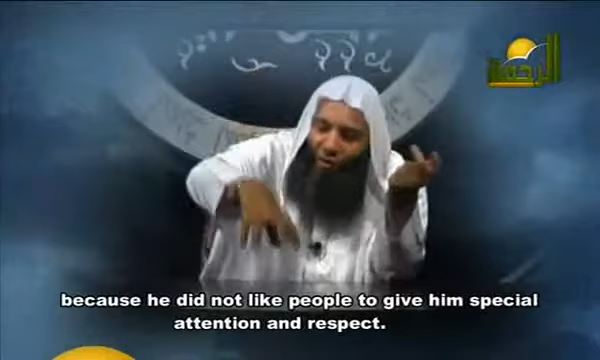 الرحمة
because he did not like people to give him special
attention and respect.